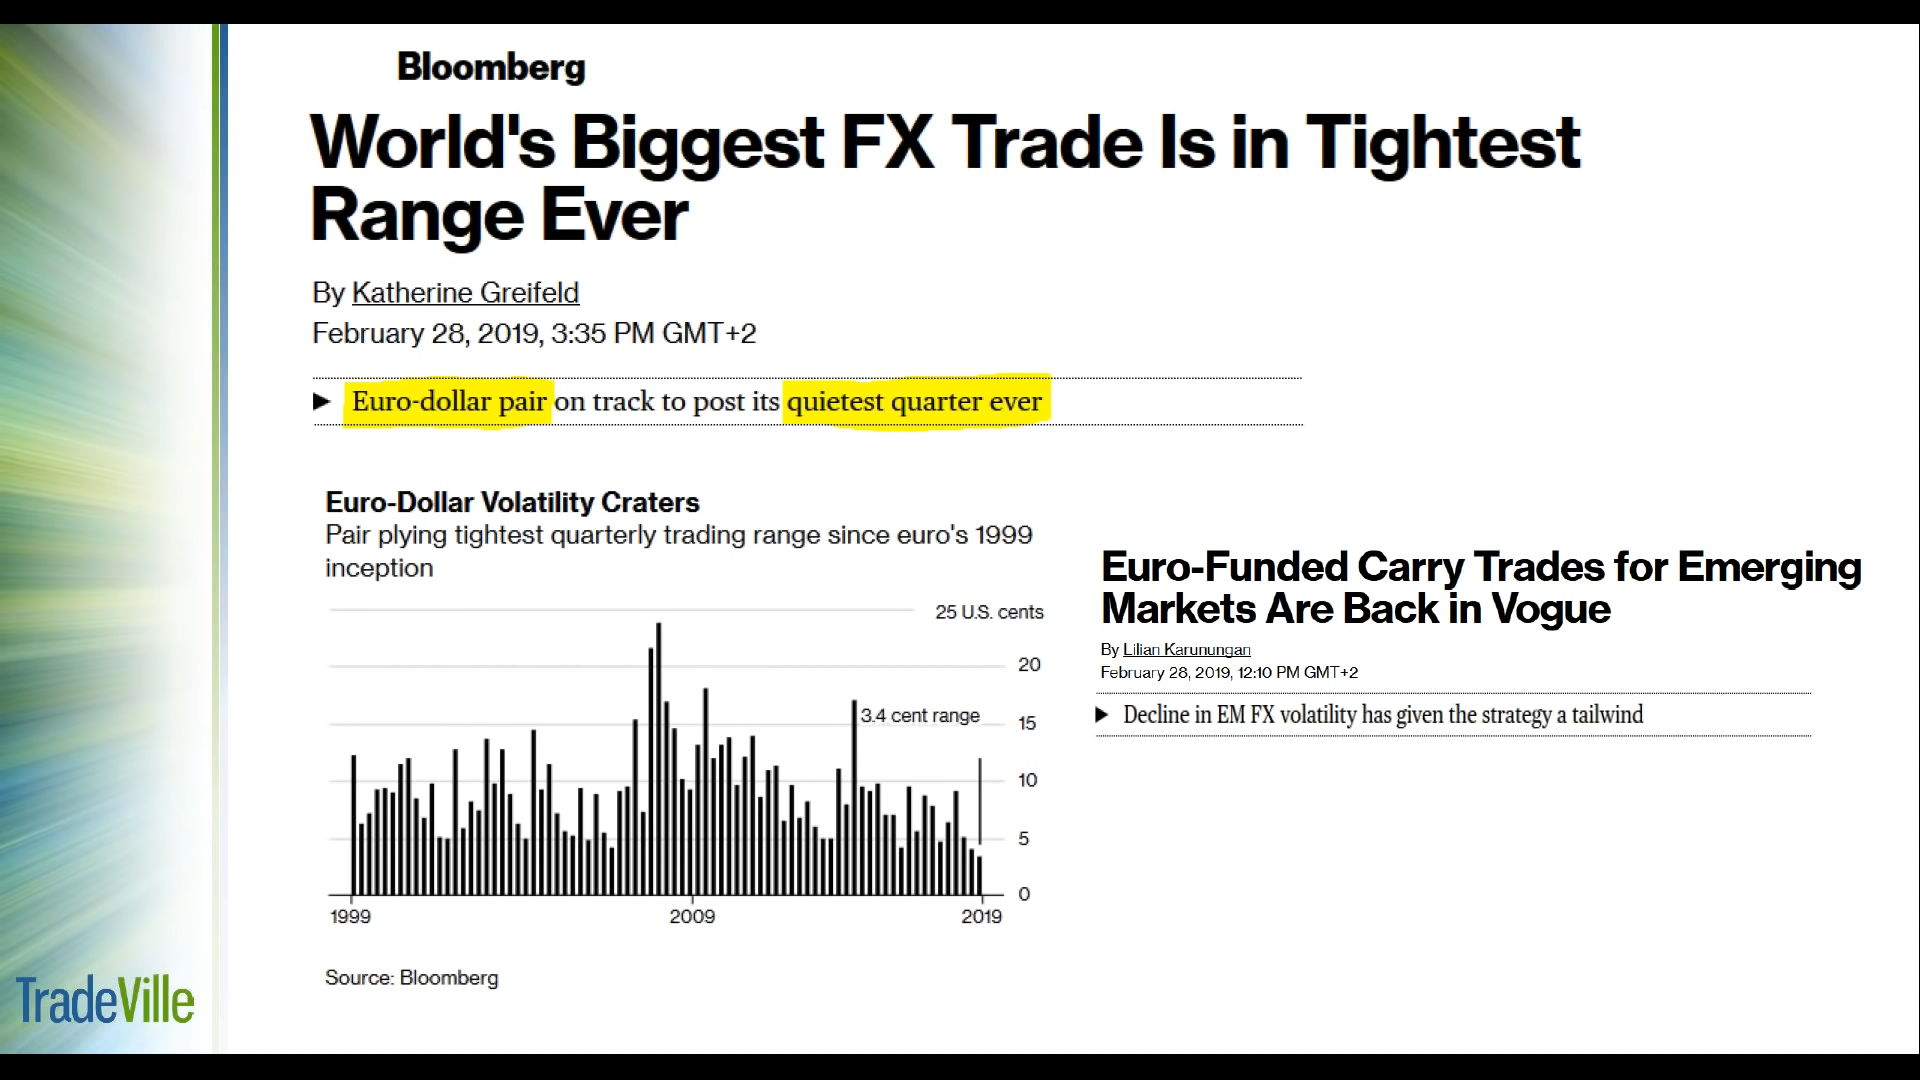 Bloomberg
World's Biggest FX Trade Is in Tightest
Range Ever
By Katherine Greifeld
February 28, 2019, 3:35 PM GMT+2
► Euro-dollar pair on track to post its quietest quarter ever
Euro-Dollar Volatility Craters
Pair plying tightest quarterly trading range since euro's 1999
inception
25 U.S. cents
20
3.4 cent range
15
10
5
0
1999
2009
2019
Source: Bloomberg
Euro-Funded Carry Trades for Emerging
Markets Are Back in Vogue
By Lilian Karunungan
February 28, 2019, 12:10 PM GMT+2
► Decline in EM FX volatility has given the strategy a tailwind
TradeVille